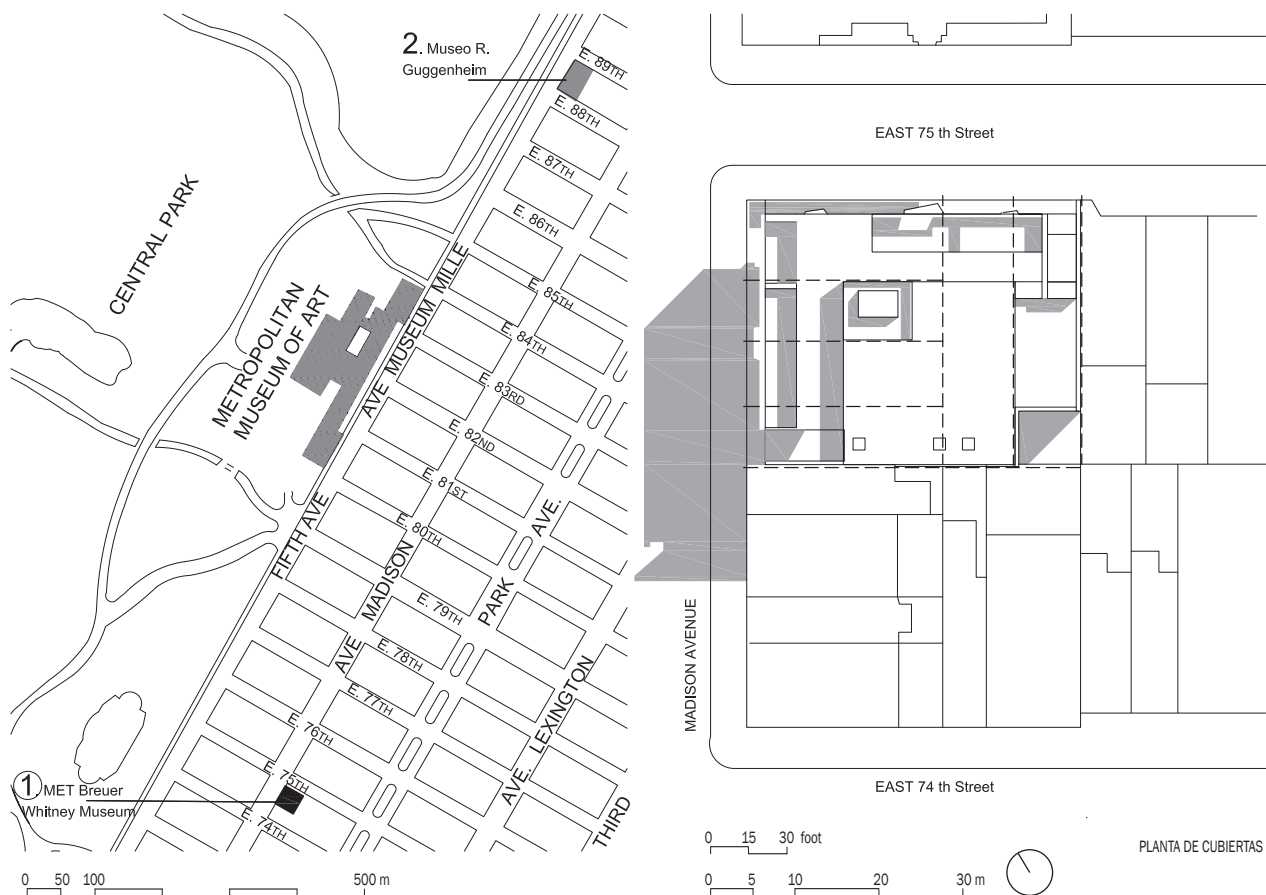 2. Museo R.
Guggenheim
E. 89TH
E. 88TH
E. 87TH
E. 86TH
E. 85TH
E. 84TH
E. 83RD
E. 82ND
E. 81ST
E. 80TH
E. 79TH
E. 78TH
E. 77TH
E. 76TH
E. 75TH
E. 74TH
CENTRAL PARK
METROPOLITAN
MUSEUM OF ART
AVE MUSEUM MILLE
FIFTH AVE
AVE MADISON
PARK AVE.
AVE. LEXINGTON
THIRD
1 MET Breuer
Whitney Museum
0 50 100 500 m
EAST 75 th Street
MADISON AVENUE
EAST 74 th Street
0 15 30 foot
PLANTA DE CUBIERTAS
0 5 10 20 30 m